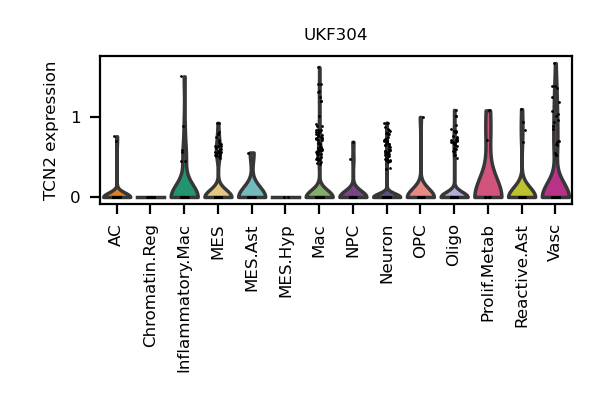 UKF304
TCN2 expression
1
0
AC
Chromatin.Reg
Inflammatory.Mac
MES
MES.Ast
MES.Hyp
Mac
NPC
Neuron
OPC
Oligo
Prolif.Metab
Reactive.Ast
Vasc